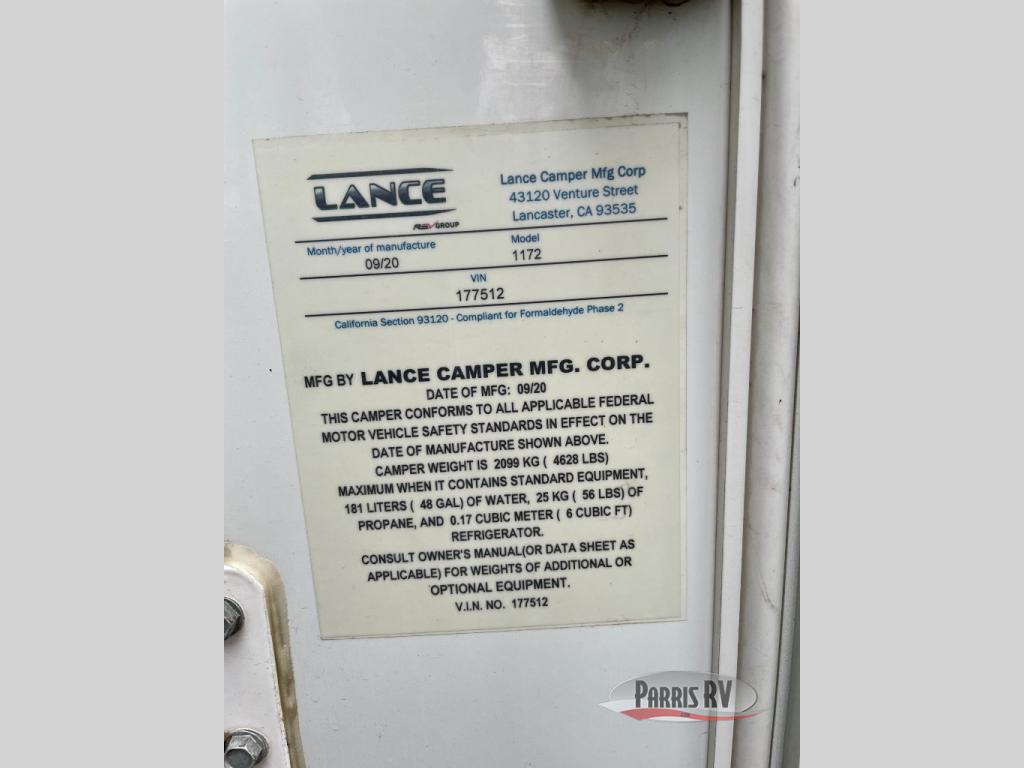 LANCE
REV GROUP
Lance Camper Mfg Corp
43120 Venture Street
Lancaster, CA 93535
Month/year of manufacture
09/20
Model
1172
VIN
177512
California Section 93120 - Compliant for Formaldehyde Phase 2
MFG BY LANCE CAMPER MFG. CORP.
DATE OF MFG: 09/20
THIS CAMPER CONFORMS TO ALL APPLICABLE FEDERAL
MOTOR VEHICLE SAFETY STANDARDS IN EFFECT ON THE
DATE OF MANUFACTURE SHOWN ABOVE.
CAMPER WEIGHT IS 2099 KG ( 4628 LBS)
MAXIMUM WHEN IT CONTAINS STANDARD EQUIPMENT,
181 LITERS ( 48 GAL) OF WATER, 25 KG ( 56 LBS) OF
PROPANE, AND 0.17 CUBIC METER ( 6 CUBIC FT)
REFRIGERATOR.
CONSULT OWNER'S MANUAL(OR DATA SHEET AS
APPLICABLE) FOR WEIGHTS OF ADDITIONAL OR
OPTIONAL EQUIPMENT.
V.I.N. NO. 177512
PARRIS RV